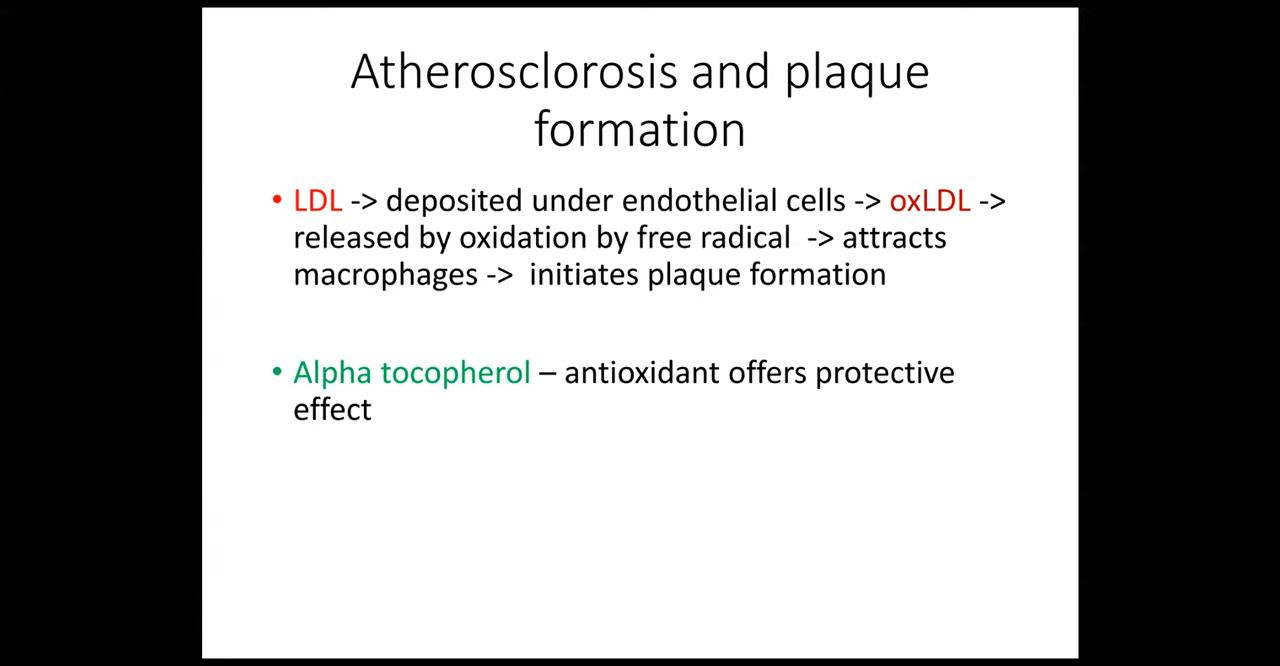 Atherosclorosis and plaque
formation
• LDL -> deposited under endothelial cells -> oxLDL ->
released by oxidation by free radical  -> attracts
macrophages ->  initiates plaque formation
• Alpha tocopherol – antioxidant offers protective
effect